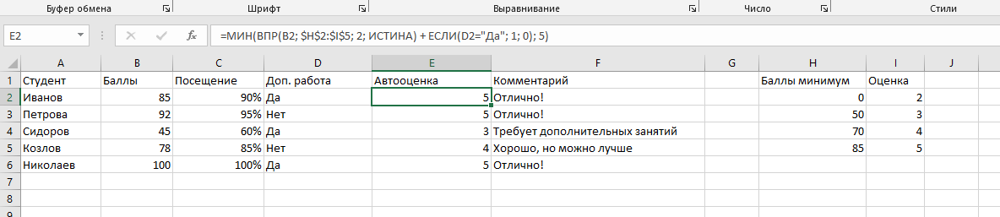 Буфер обмена Шрифт Выравнивание Число Стили
E2 fx =МИН(ВПР(B2; $H$2:$I$5; 2; ИСТИНА) + ЕСЛИ(D2="Да"; 1; 0); 5)
A B C D E F G H I J
1 Студент Баллы Посещение Доп. работа Автооценка Комментарий Баллы минимум Оценка
2 Иванов 85 90% Да 5 Отлично! 0 2
3 Петрова 92 95% Нет 5 Отлично! 50 3
4 Сидоров 45 60% Да 3 Требует дополнительных занятий 70 4
5 Козлов 78 85% Нет 4 Хорошо, но можно лучше 85 5
6 Николаев 100 100% Да 5 Отлично!
7
8
9